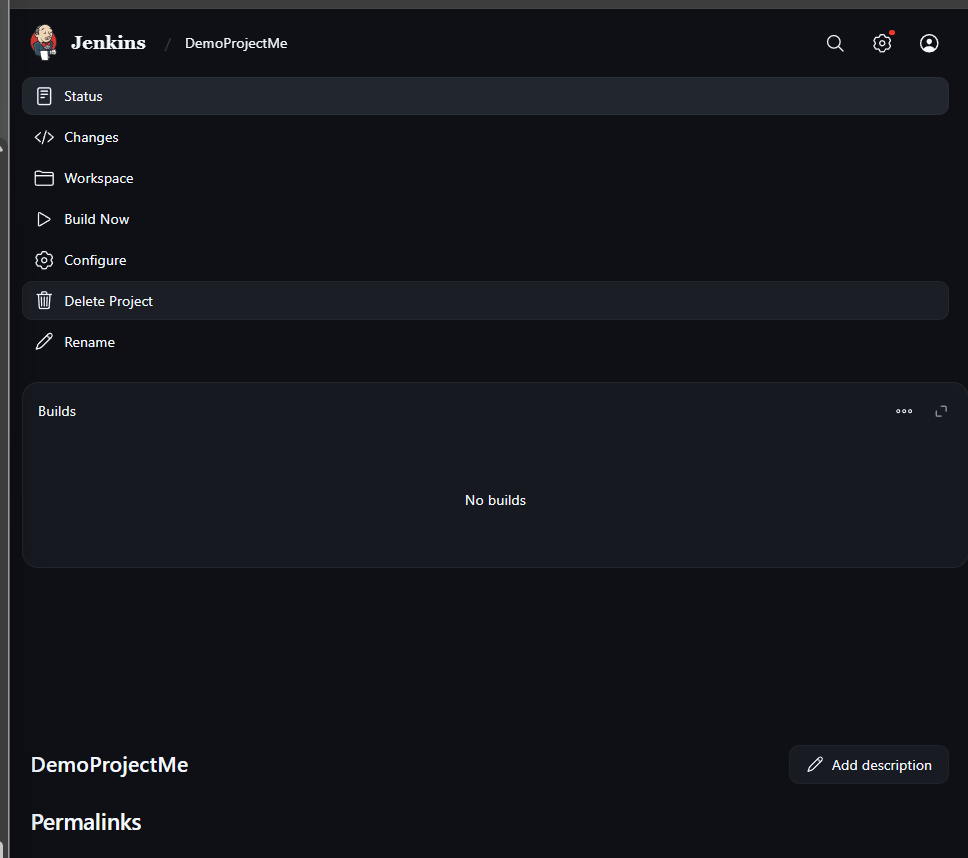 Jenkins / DemoProjectMe
Status
Changes
Workspace
Build Now
Configure
Delete Project
Rename
Builds
No builds
DemoProjectMe
Add description
Permalinks